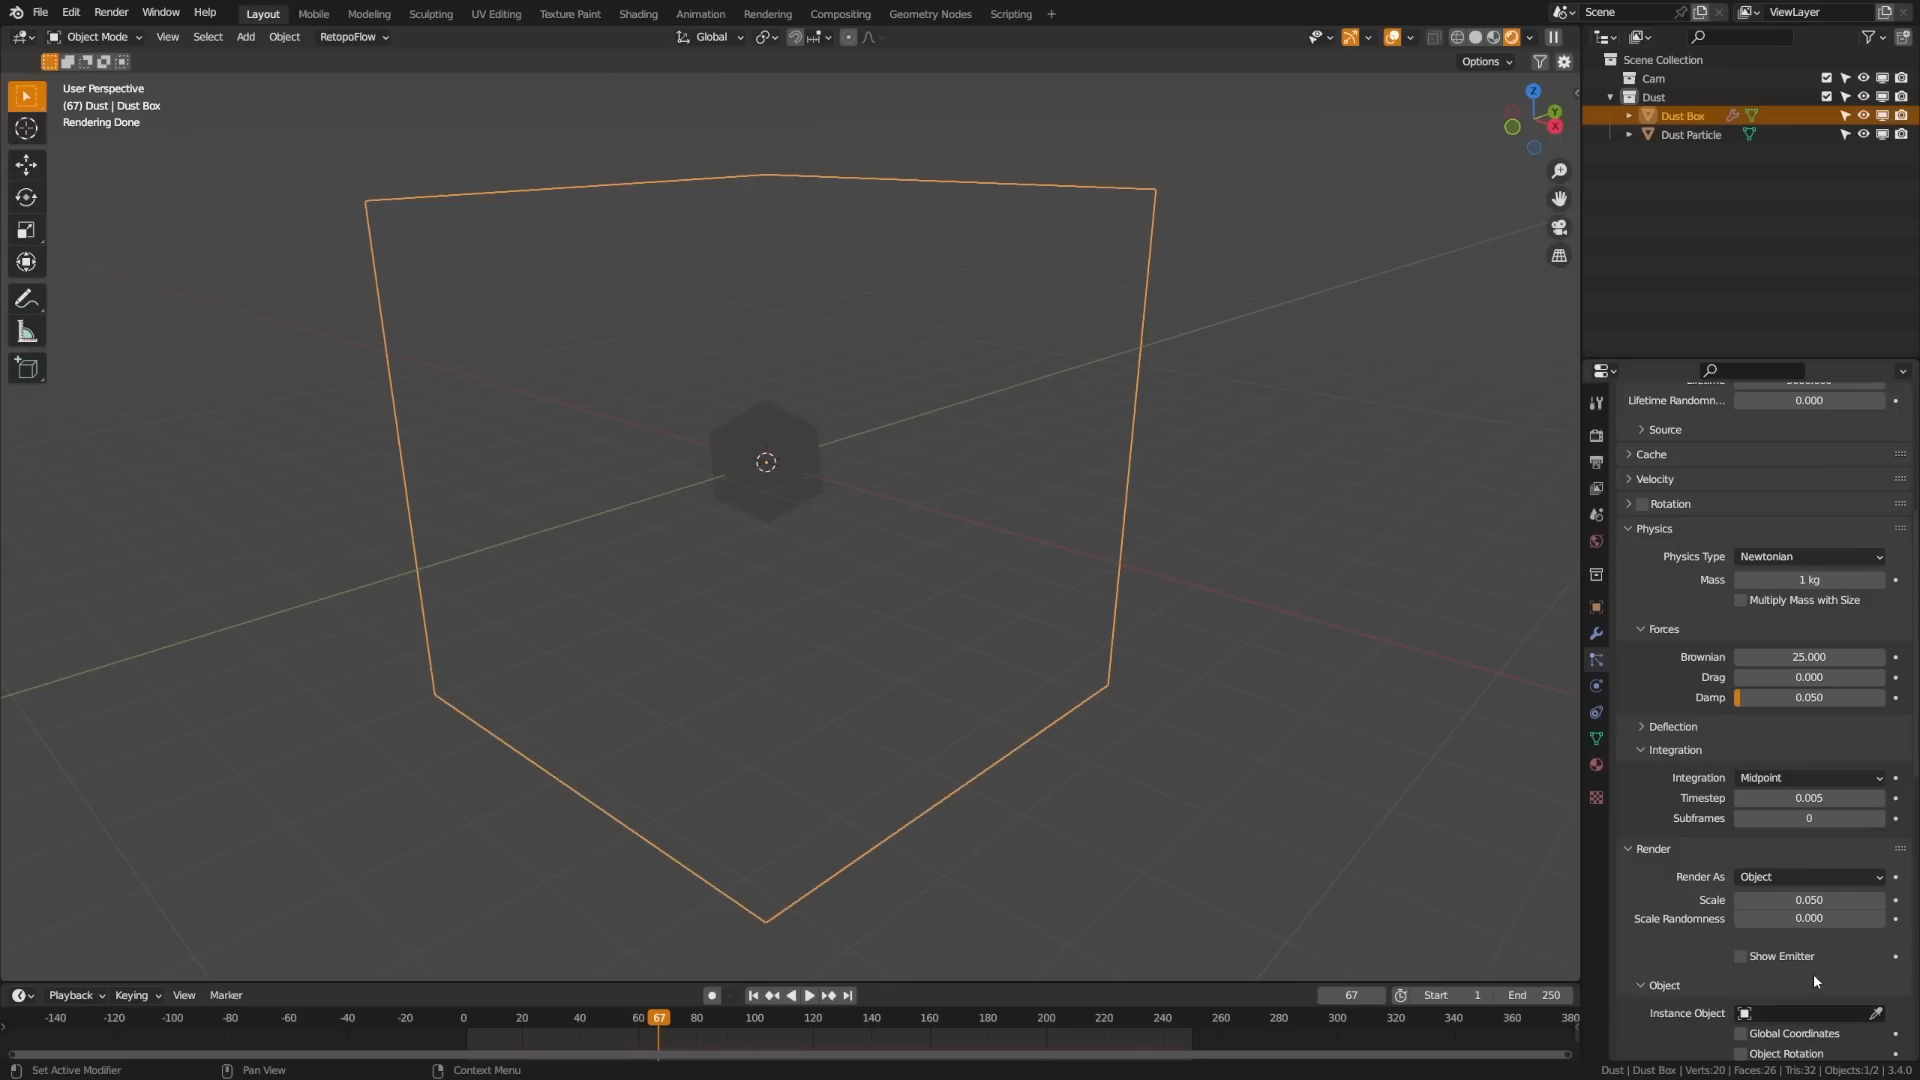 File Edit Render Window Help Layout Mobile Modeling Sculpting UV Editing Texture Paint Shading Animation Rendering Compositing Geometry Nodes Scripting + Scene ViewLayer
Object Mode View Select Add Object RetopoFlow Global
Options
User Perspective
(67) Dust | Dust Box
Rendering Done
Z
Y
X
Scene Collection
Cam
Dust
Dust Box
Dust Particle
Lifetime Randomn... 0.000
Source
Cache
Velocity
Rotation
Physics
Physics Type Newtonian
Mass 1 kg
Multiply Mass with Size
Forces
Brownian 25.000
Drag 0.000
Damp 0.050
Deflection
Integration
Integration Midpoint
Timestep 0.005
Subframes 0
Render
Render As Object
Scale 0.050
Scale Randomness 0.000
Show Emitter
Object
Instance Object
Global Coordinates
Object Rotation
Playback Keying View Marker 67 Start 1 End 250
-140 -120 -100 -80 -60 -40 -20 0 20 40 60 67 80 100 120 140 160 180 200 220 240 260 280 300 320 340 360 380
Set Active Modifier Pan View Context Menu Dust | Dust Box | Verts:20 | Faces:26 | Tris:32 | Objects:1/2 | 3.4.0